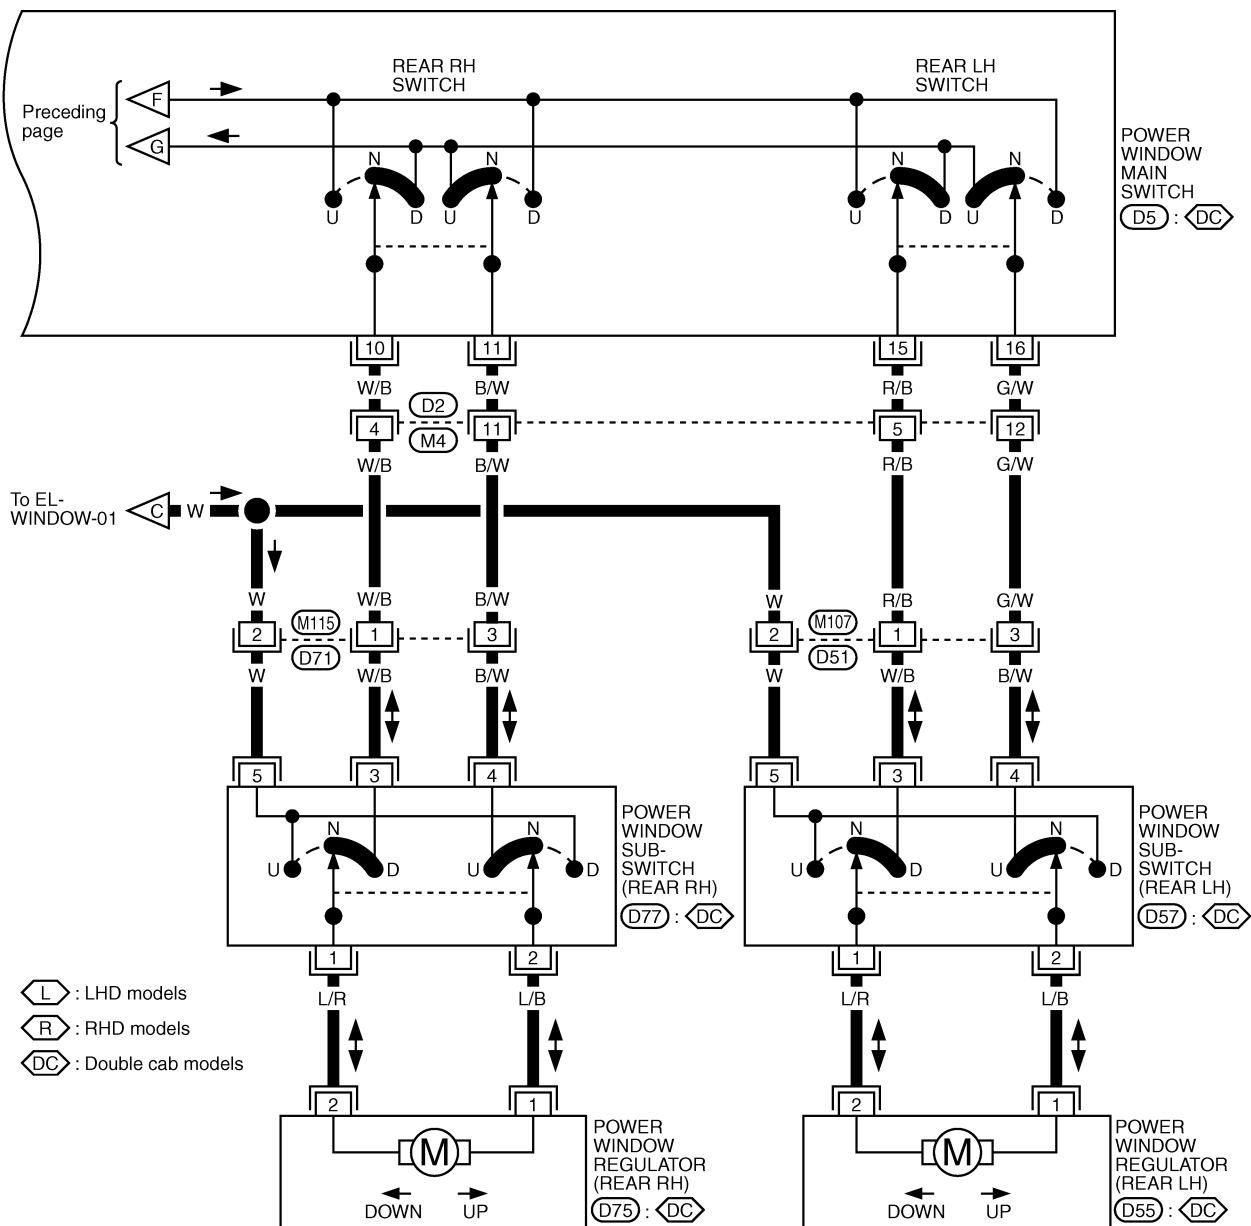 REAR RH
SWITCH
REAR LH
SWITCH
Preceding
page
F
G
N N N N
U D U D U D U D
POWER
WINDOW
MAIN
SWITCH
D5 : DC
10 11 15 16
W/B B/W R/B G/W
D2
4 11 5 12
M4
W/B B/W R/B G/W
To EL-
WINDOW-01
C W
W W/B B/W W R/B G/W
M115 M107
2 1 3 2 1 3
D71 D51
W W/B B/W W W/B B/W
5 3 4 5 3 4
N N N N
U D U D U D U D
POWER
WINDOW
SUB-
SWITCH
(REAR RH)
D77 : DC
POWER
WINDOW
SUB-
SWITCH
(REAR LH)
D57 : DC
1 2 1 2
L/R L/B L/R L/B
L : LHD models
R : RHD models
DC : Double cab models
2 1 2 1
M
DOWN UP
POWER
WINDOW
REGULATOR
(REAR RH)
D75 : DC
M
DOWN UP
POWER
WINDOW
REGULATOR
(REAR LH)
D55 : DC